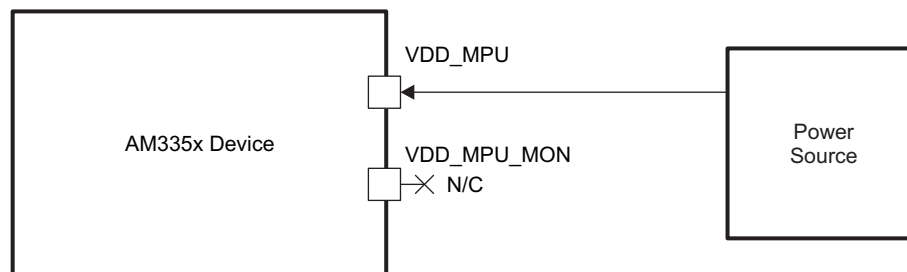 VDD_MPU
AM335x Device
Power
Source
VDD_MPU_MON
N/C